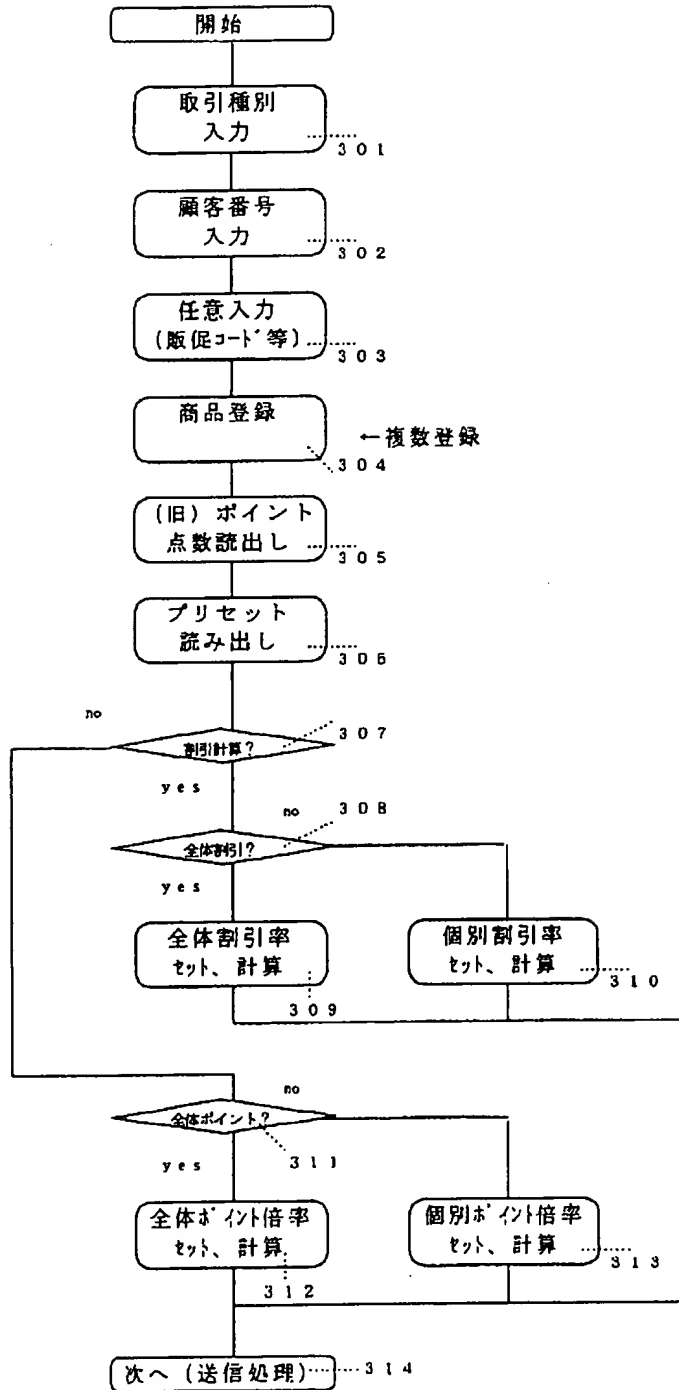 開始
取引種別
入力
301
顧客番号
入力
302
任意入力
(販促コード等)
303
商品登録
←複数登録
304
(旧)ポイント
点数読出し
305
プリセット
読み出し
306
no
307
割引計算?
yes
no
308
全体割引?
yes
全体割引率
セット、計算
309
個別割引率
セット、計算
310
no
全体ポイント?
311
yes
全体ポイント倍率
セット、計算
312
個別ポイント倍率
セット、計算
313
次へ(送信処理)
314